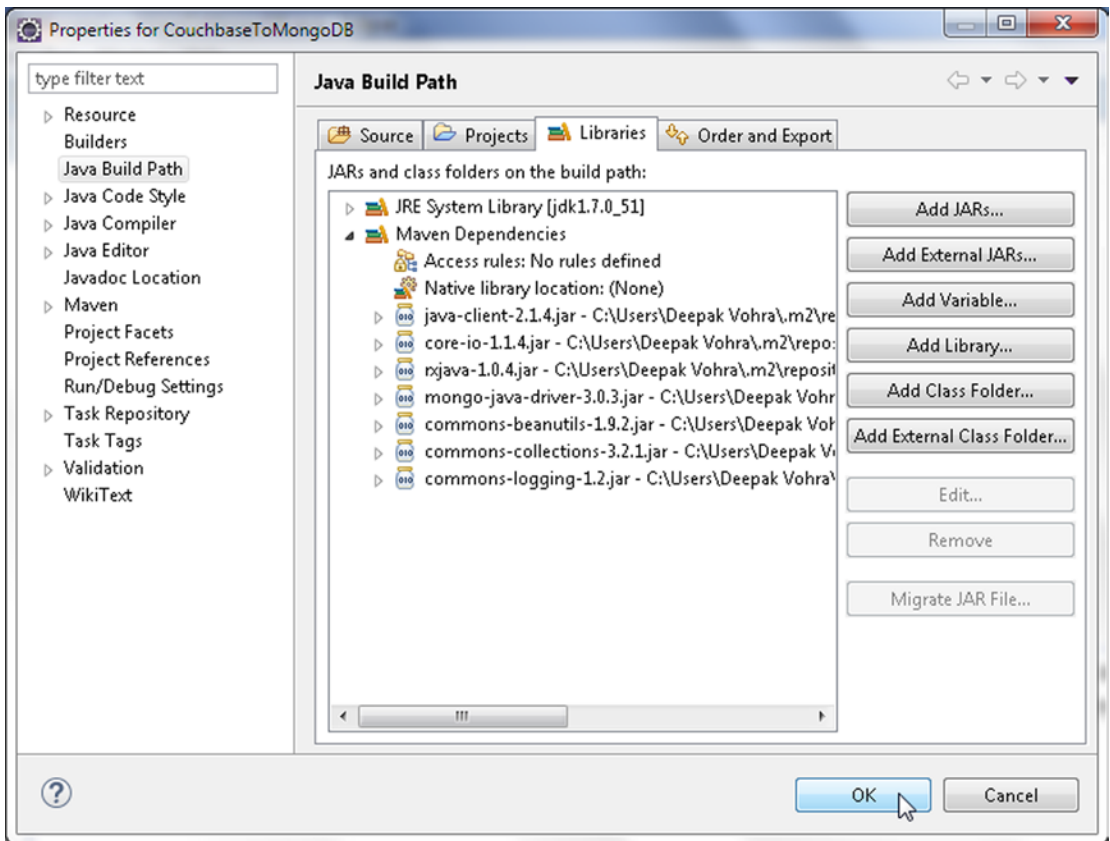 Properties for CouchbaseToMongoDB
type filter text
Resource
Builders
Java Build Path
Java Code Style
Java Compiler
Java Editor
Javadoc Location
Maven
Project Facets
Project References
Run/Debug Settings
Task Repository
Task Tags
Validation
WikiText
Java Build Path
Source Projects Libraries Order and Export
JARs and class folders on the build path:
JRE System Library [jdk1.7.0_51]
Maven Dependencies
Access rules: No rules defined
Native library location: (None)
java-client-2.1.4.jar - C:\Users\Deepak Vohra\.m2\re
core-io-1.1.4.jar - C:\Users\Deepak Vohra\.m2\repo
rxjava-1.0.4.jar - C:\Users\Deepak Vohra\.m2\reposit
mongo-java-driver-3.0.3.jar - C:\Users\Deepak Vohr
commons-beanutils-1.9.2.jar - C:\Users\Deepak Voh
commons-collections-3.2.1.jar - C:\Users\Deepak V
commons-logging-1.2.jar - C:\Users\Deepak Vohra\
Add JARs...
Add External JARs...
Add Variable...
Add Library...
Add Class Folder...
Add External Class Folder...
Edit...
Remove
Migrate JAR File...
OK
Cancel